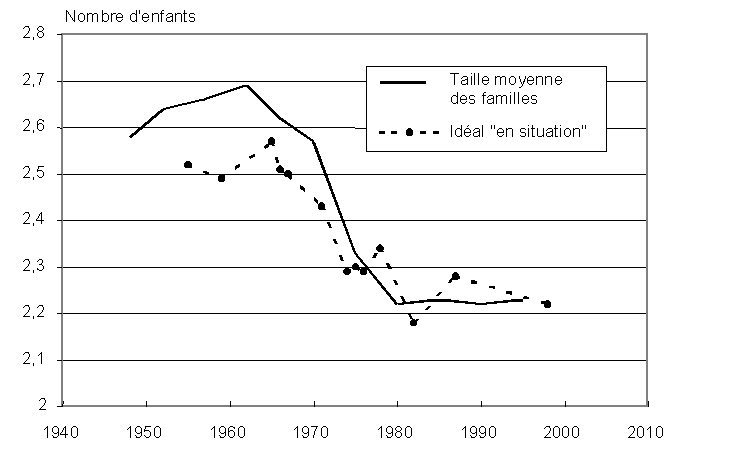 Nombre d'enfants
2,8
2,7
2,6
2,5
2,4
2,3
2,2
2,1
2
Taille moyenne
des familles
Idéal "en situation"
1940 1950 1960 1970 1980 1990 2000 2010